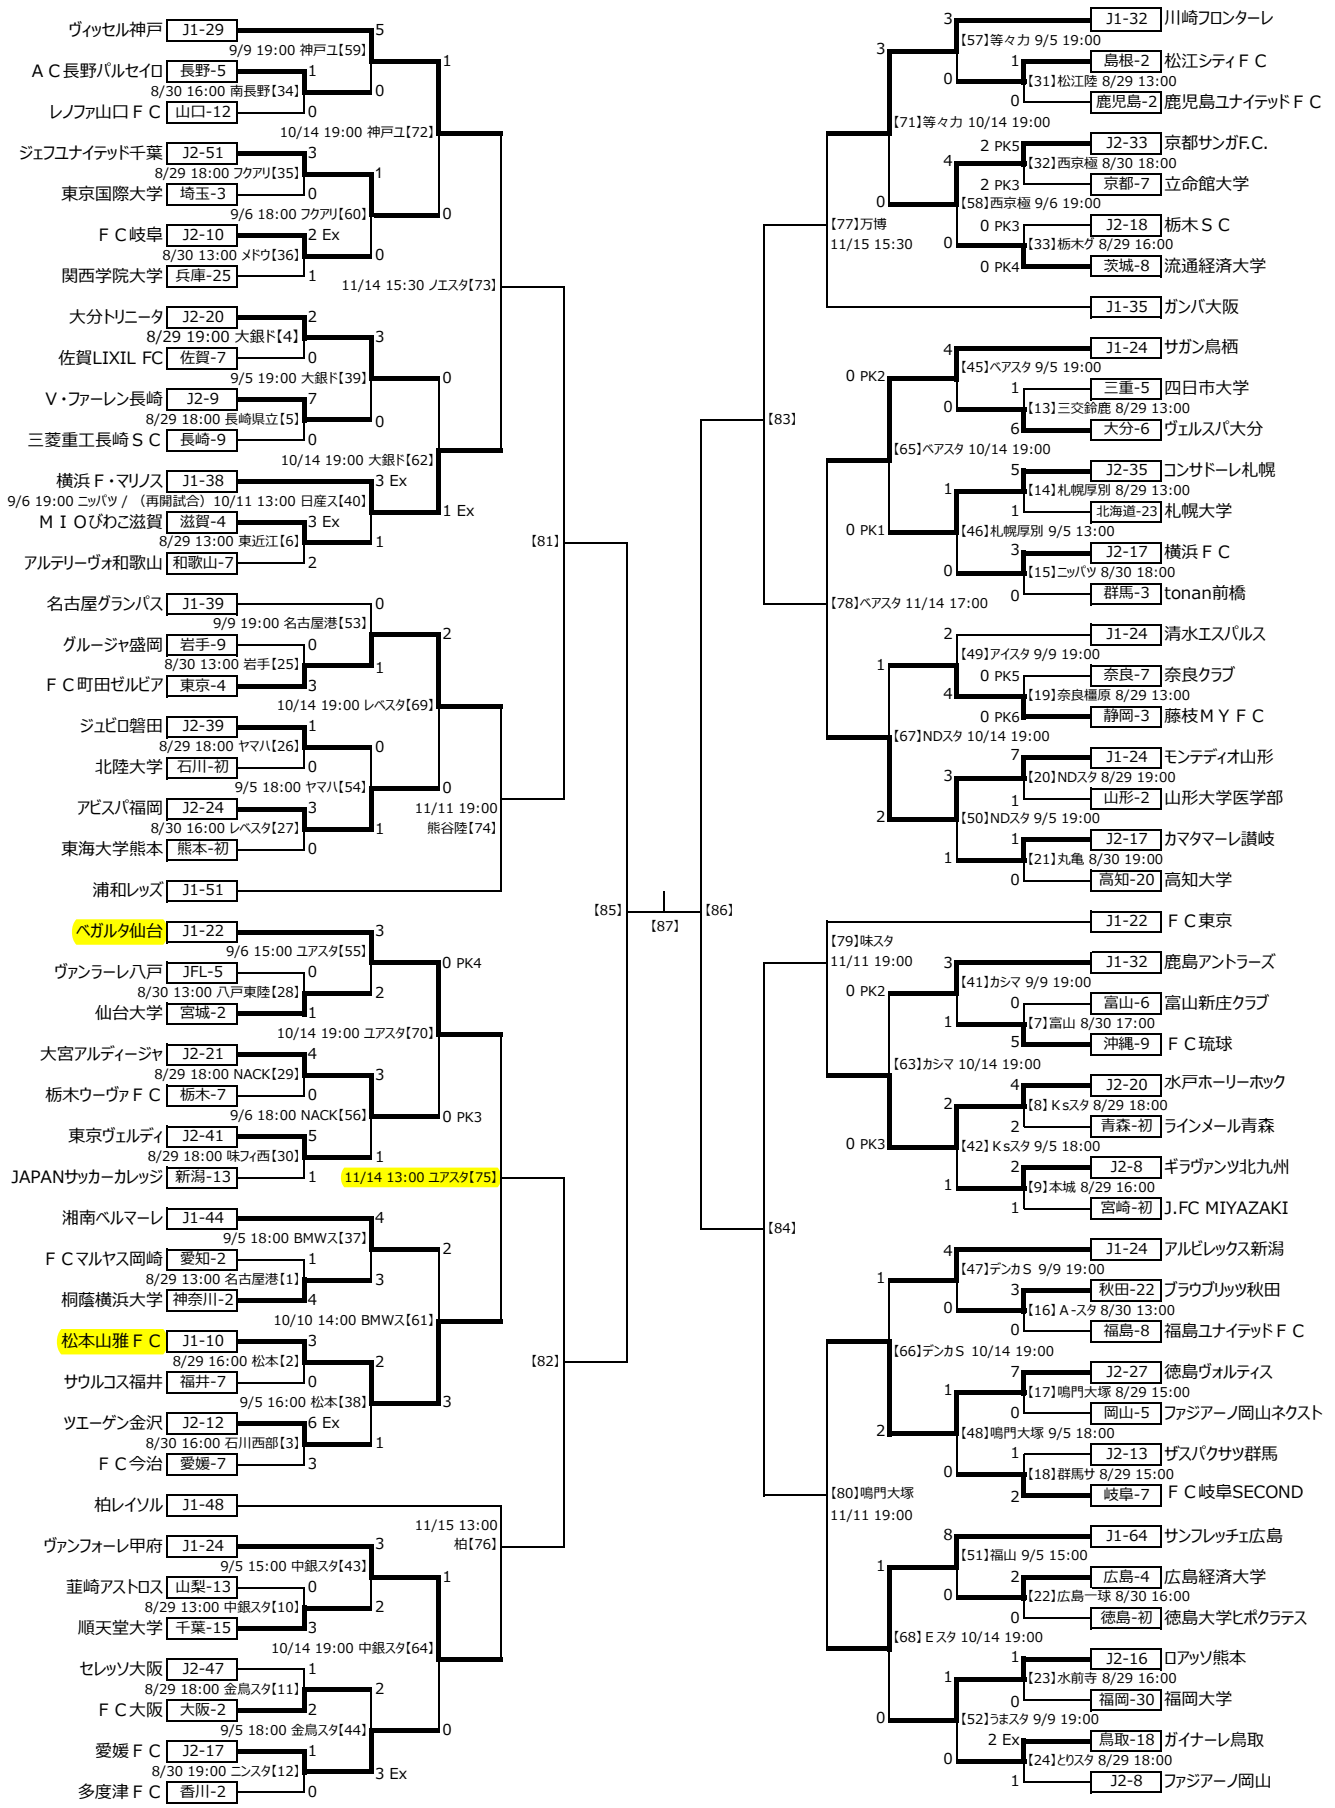 ヴィッセル神戸 J1-29 5
9/9 19:00 神戸ユ【59】 1
ＡＣ長野パルセイロ 長野-5 1
8/30 16:00 南長野【34】 0
レノファ山口ＦＣ 山口-12 0
10/14 19:00 神戸ユ【72】
ジェフユナイテッド千葉 J2-51 3
8/29 18:00 フクアリ【35】 1
東京国際大学 埼玉-3 0
9/6 18:00 フクアリ【60】 0
ＦＣ岐阜 J2-10 2 Ex
8/30 13:00 メドウ【36】 0
関西学院大学 兵庫-25 1
11/14 15:30 ノエスタ【73】
大分トリニータ J2-20 2
8/29 19:00 大銀ド【4】 3
佐賀LIXIL FC 佐賀-7 0
9/5 19:00 大銀ド【39】 0
Ｖ・ファーレン長崎 J2-9 7
8/29 18:00 長崎県立【5】 0
三菱重工長崎ＳＣ 長崎-9 0
10/14 19:00 大銀ド【62】
横浜Ｆ・マリノス J1-38 3 Ex
9/6 19:00 ニッパツ / （再開試合）10/11 13:00 日産ス【40】 1 Ex
ＭＩＯびわこ滋賀 滋賀-4 3 Ex
8/29 13:00 東近江【6】 1
アルテリーヴォ和歌山 和歌山-7 2
【81】
名古屋グランパス J1-39 0
9/9 19:00 名古屋港【53】 2
グルージャ盛岡 岩手-9 0
8/30 13:00 岩手【25】 1
ＦＣ町田ゼルビア 東京-4 3
10/14 19:00 レベスタ【69】
ジュビロ磐田 J2-39 1
8/29 18:00 ヤマハ【26】 0
北陸大学 石川-初 0
9/5 18:00 ヤマハ【54】 0
アビスパ福岡 J2-24 3
8/30 16:00 レベスタ【27】 1
東海大学熊本 熊本-初 0
11/11 19:00
熊谷陸【74】
浦和レッズ J1-51
【85】
ベガルタ仙台 J1-22 3
9/6 15:00 ユアスタ【55】 0 PK4
ヴァンラーレ八戸 JFL-5 0
8/30 13:00 八戸東陸【28】 2
仙台大学 宮城-2 1
10/14 19:00 ユアスタ【70】
大宮アルディージャ J2-21 4
8/29 18:00 NACK【29】 3
栃木ウーヴァＦＣ 栃木-7 0
9/6 18:00 NACK【56】 0 PK3
東京ヴェルディ J2-41 5
8/29 18:00 味フィ西【30】 1
JAPANサッカーカレッジ 新潟-13 1
11/14 13:00 ユアスタ【75】
湘南ベルマーレ J1-44 4
9/5 18:00 BMWス【37】 2
ＦＣマルヤス岡崎 愛知-2 1
8/29 13:00 名古屋港【1】 3
桐蔭横浜大学 神奈川-2 4
10/10 14:00 BMWス【61】
松本山雅ＦＣ J1-10 3
8/29 16:00 松本【2】 2
サウルコス福井 福井-7 0
9/5 16:00 松本【38】 3
ツエーゲン金沢 J2-12 6 Ex
8/30 16:00 石川西部【3】 1
ＦＣ今治 愛媛-7 3
【82】
柏レイソル J1-48
11/15 13:00
柏【76】
ヴァンフォーレ甲府 J1-24 3
9/5 15:00 中銀スタ【43】 1
韮崎アストロス 山梨-13 0
8/29 13:00 中銀スタ【10】 2
順天堂大学 千葉-15 3
10/14 19:00 中銀スタ【64】
セレッソ大阪 J2-47 1
8/29 18:00 金鳥スタ【11】 2
ＦＣ大阪 大阪-2 2
9/5 18:00 金鳥スタ【44】 0
愛媛ＦＣ J2-17 1
8/30 19:00 ニンスタ【12】 3 Ex
多度津ＦＣ 香川-2 0
【87】
3 J1-32 川崎フロンターレ
3 【57】等々力 9/5 19:00
1 島根-2 松江シティＦＣ
0 【31】松江陸 8/29 13:00
0 鹿児島-2 鹿児島ユナイテッドＦＣ
【71】等々力 10/14 19:00
2 PK5 J2-33 京都サンガF.C.
4 【32】西京極 8/30 18:00
2 PK3 京都-7 立命館大学
0 【58】西京極 9/6 19:00
0 PK3 J2-18 栃木ＳＣ
0 【33】栃木グ 8/29 16:00
0 PK4 茨城-8 流通経済大学
【77】万博
11/15 15:30
J1-35 ガンバ大阪
【83】
4 J1-24 サガン鳥栖
0 PK2 【45】ベアスタ 9/5 19:00
1 三重-5 四日市大学
0 【13】三交鈴鹿 8/29 13:00
6 大分-6 ヴェルスパ大分
【65】ベアスタ 10/14 19:00
5 J2-35 コンサドーレ札幌
1 【14】札幌厚別 8/29 13:00
1 北海道-23 札幌大学
0 PK1 【46】札幌厚別 9/5 13:00
3 J2-17 横浜ＦＣ
0 【15】ニッパツ 8/30 18:00
0 群馬-3 tonan前橋
【78】ベアスタ 11/14 17:00
2 J1-24 清水エスパルス
1 【49】アイスタ 9/9 19:00
0 PK5 奈良-7 奈良クラブ
4 【19】奈良橿原 8/29 13:00
0 PK6 静岡-3 藤枝ＭＹＦＣ
【67】NDスタ 10/14 19:00
7 J1-24 モンテディオ山形
3 【20】NDスタ 8/29 19:00
1 山形-2 山形大学医学部
2 【50】NDスタ 9/5 19:00
1 J2-17 カマタマーレ讃岐
1 【21】丸亀 8/30 19:00
0 高知-20 高知大学
【86】
J1-22 ＦＣ東京
【79】味スタ
11/11 19:00
3 J1-32 鹿島アントラーズ
0 PK2 【41】カシマ 9/9 19:00
0 富山-6 富山新庄クラブ
1 【7】富山 8/30 17:00
5 沖縄-9 ＦＣ琉球
【63】カシマ 10/14 19:00
4 J2-20 水戸ホーリーホック
2 【8】Ｋsスタ 8/29 18:00
2 青森-初 ラインメール青森
0 PK3 【42】Ｋsスタ 9/5 18:00
2 J2-8 ギラヴァンツ北九州
1 【9】本城 8/29 16:00
1 宮崎-初 J.FC MIYAZAKI
【84】
4 J1-24 アルビレックス新潟
1 【47】デンカＳ 9/9 19:00
3 秋田-22 ブラウブリッツ秋田
0 【16】Ａ-スタ 8/30 13:00
0 福島-8 福島ユナイテッドＦＣ
【66】デンカＳ 10/14 19:00
7 J2-27 徳島ヴォルティス
1 【17】鳴門大塚 8/29 15:00
0 岡山-5 ファジアーノ岡山ネクスト
2 【48】鳴門大塚 9/5 18:00
1 J2-13 ザスパクサツ群馬
0 【18】群馬サ 8/29 15:00
2 岐阜-7 ＦＣ岐阜SECOND
【80】鳴門大塚
11/11 19:00
8 J1-64 サンフレッチェ広島
1 【51】福山 9/5 15:00
2 広島-4 広島経済大学
0 【22】広島一球 8/30 16:00
0 徳島-初 徳島大学ヒポクラテス
【68】Ｅスタ 10/14 19:00
1 J2-16 ロアッソ熊本
1 【23】水前寺 8/29 16:00
0 福岡-30 福岡大学
0 【52】うまスタ 9/9 19:00
2 Ex 鳥取-18 ガイナーレ鳥取
0 【24】とりスタ 8/29 18:00
1 J2-8 ファジアーノ岡山